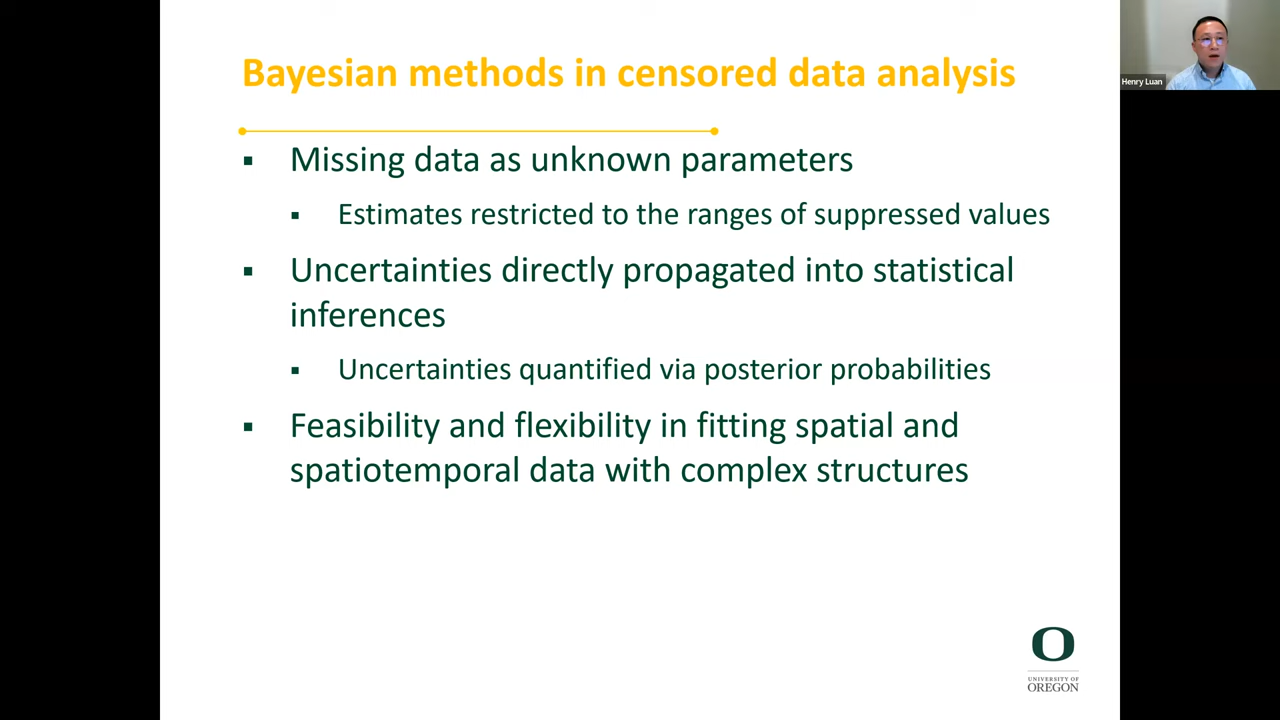 Bayesian methods in censored data analysis
Henry Luan
▪ Missing data as unknown parameters
▪ Estimates restricted to the ranges of suppressed values
▪ Uncertainties directly propagated into statistical
inferences
▪ Uncertainties quantified via posterior probabilities
▪ Feasibility and flexibility in fitting spatial and
spatiotemporal data with complex structures
O
UNIVERSITY OF
OREGON